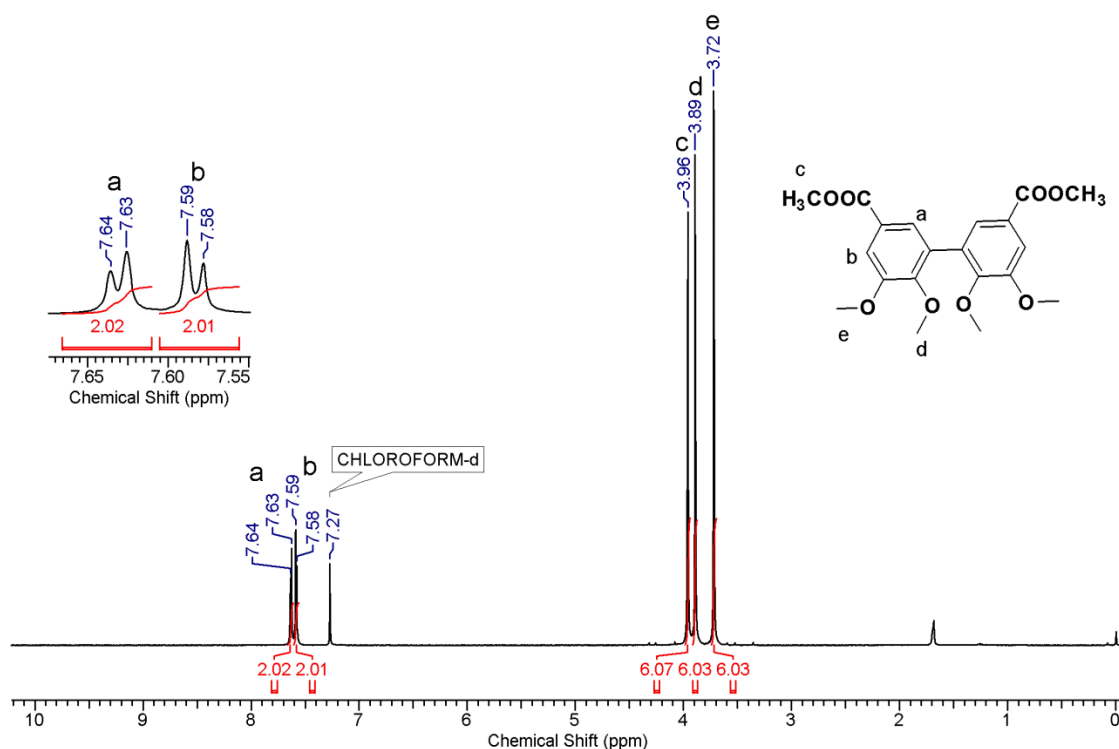 e
3.72
d
3.89
c
3.96
a
b
7.64
7.63
7.59
7.58
2.02
2.01
7.65
7.60
7.55
Chemical Shift (ppm)
c
H₃COOC
COOCH₃
a
b
O
O
O
O
e
d
a
b
CHLOROFORM-d
7.64
7.63
7.59
7.58
7.27
2.02
2.01
6.07
6.03
6.03
10
9
8
7
6
5
4
3
2
1
0
Chemical Shift (ppm)